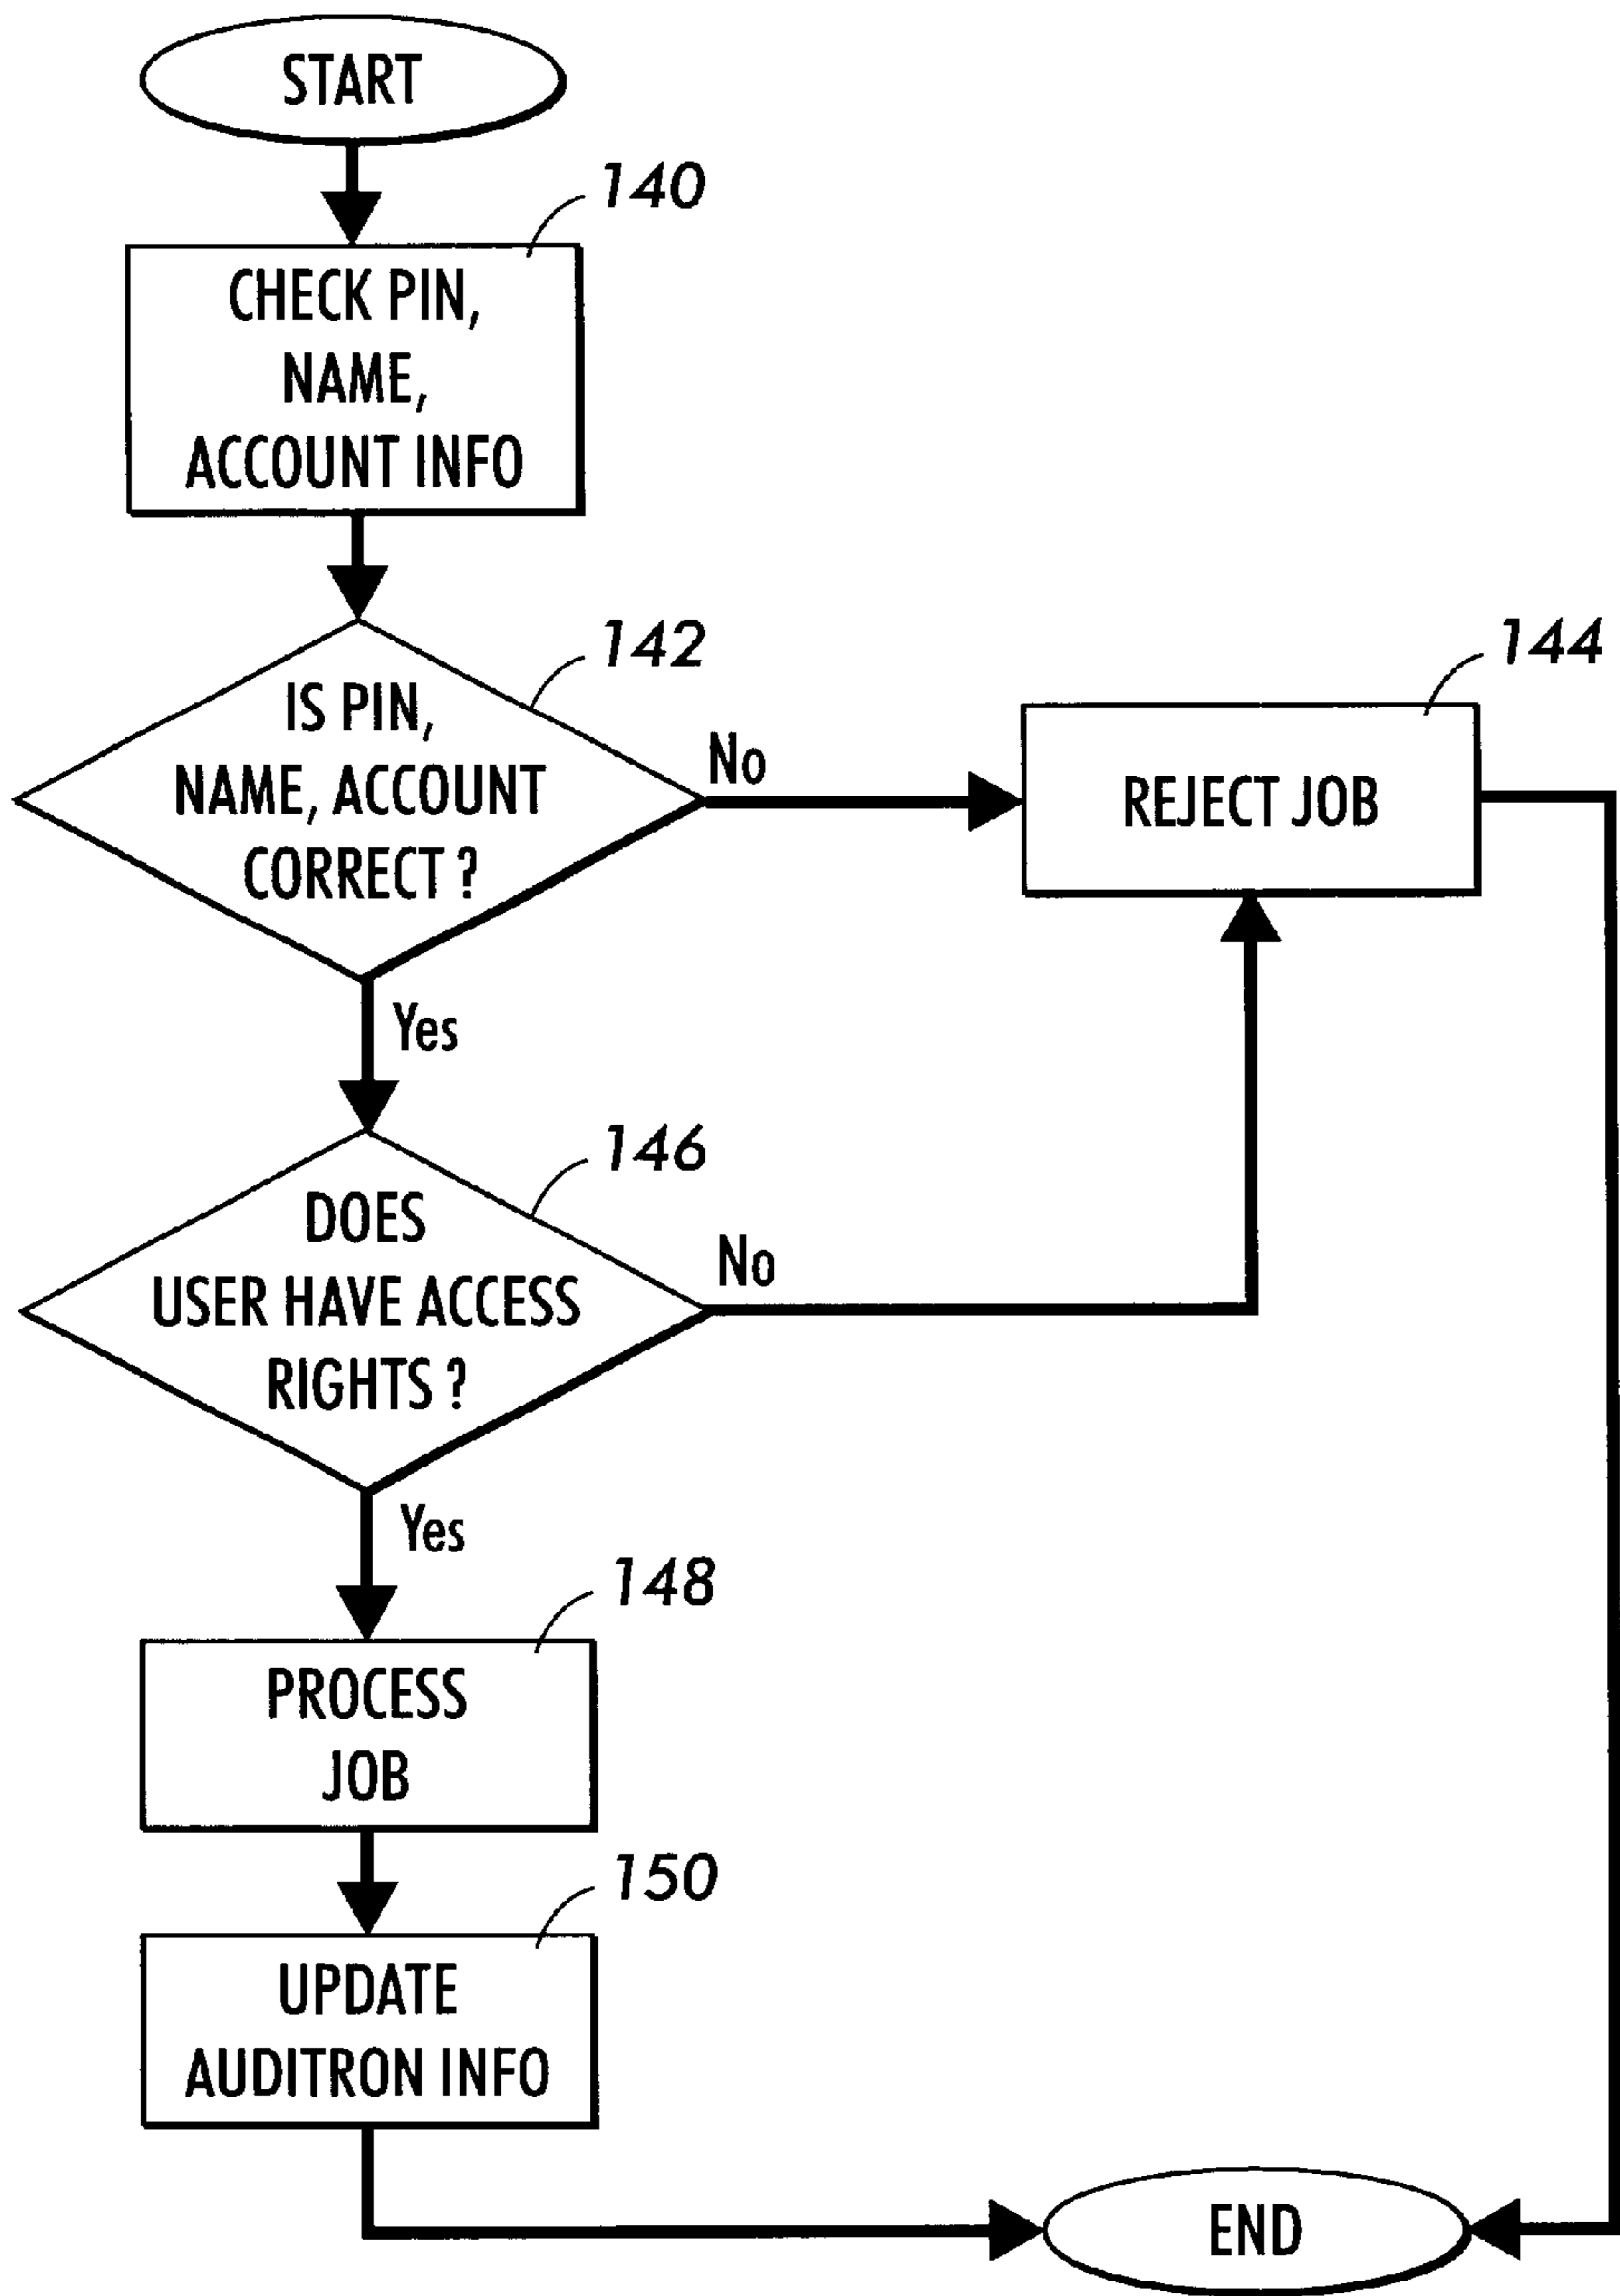 START
140
CHECK PIN,
NAME,
ACCOUNT INFO
142
IS PIN,
NAME, ACCOUNT
CORRECT ?
No
144
REJECT JOB
Yes
146
DOES
USER HAVE ACCESS
RIGHTS ?
No
Yes
148
PROCESS
JOB
150
UPDATE
AUDITRON INFO
END